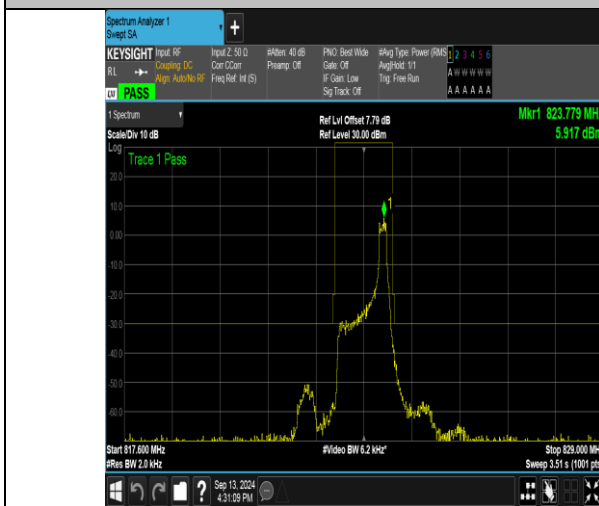 Spectrum Analyzer 1
Swept SA
+
KEYSIGHT Input: RF Input Z: 50 Ω #Atten: 40 dB PNO: Best Wide #Avg Type: Power (RMS 1 2 3 4 5 6
RL Coupling: DC Corr CCorr Preamp: Off Gate: Off Avg|Hold: 1/1 A W W W W W
Align: Auto/No RF Freq Ref: Int (S) IF Gain: Low Trig: Free Run
Sig Track: Off A A A A A A
LXI PASS
1 Spectrum
Ref Lvl Offset 7.79 dB Mkr1 823.779 MH
Scale/Div 10 dB Ref Level 30.00 dBm 5.917 dBm
Log
Trace 1 Pass
20.0
10.0
1
0.00
-10.0
-20.0
-30.0
-40.0
-50.0
-60.0
Start 817.600 MHz #Video BW 6.2 kHz* Stop 829.000 MH
#Res BW 2.0 kHz Sweep 3.51 s (1001 pts
? Sep 13, 2024
4:31:09 PM